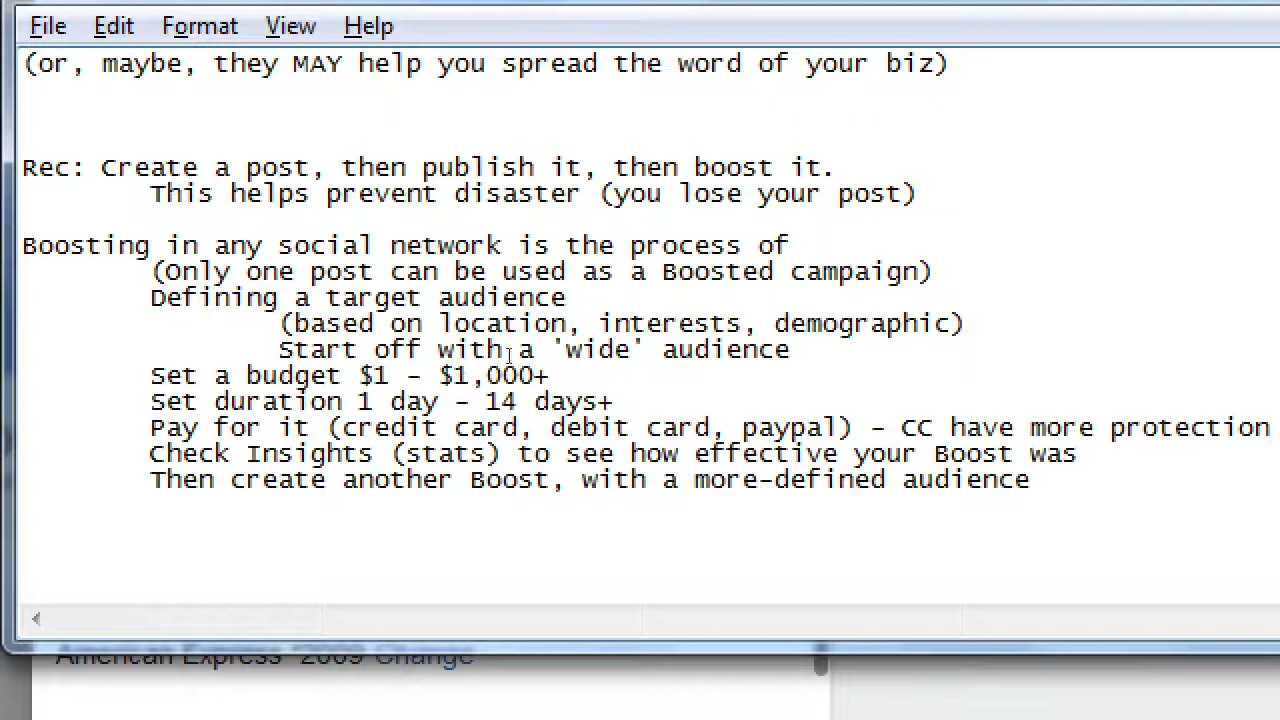 File Edit Format View Help
(or, maybe, they MAY help you spread the word of your biz)
Rec: Create a post, then publish it, then boost it.
This helps prevent disaster (you lose your post)
Boosting in any social network is the process of
(Only one post can be used as a Boosted campaign)
Defining a target audience
(based on location, interests, demographic)
Start off with a 'wide' audience
Set a budget $1 - $1,000+
Set duration 1 day - 14 days+
Pay for it (credit card, debit card, paypal) - CC have more protection
Check Insights (stats) to see how effective your Boost was
Then create another Boost, with a more-defined audience
American Express *2009 Change